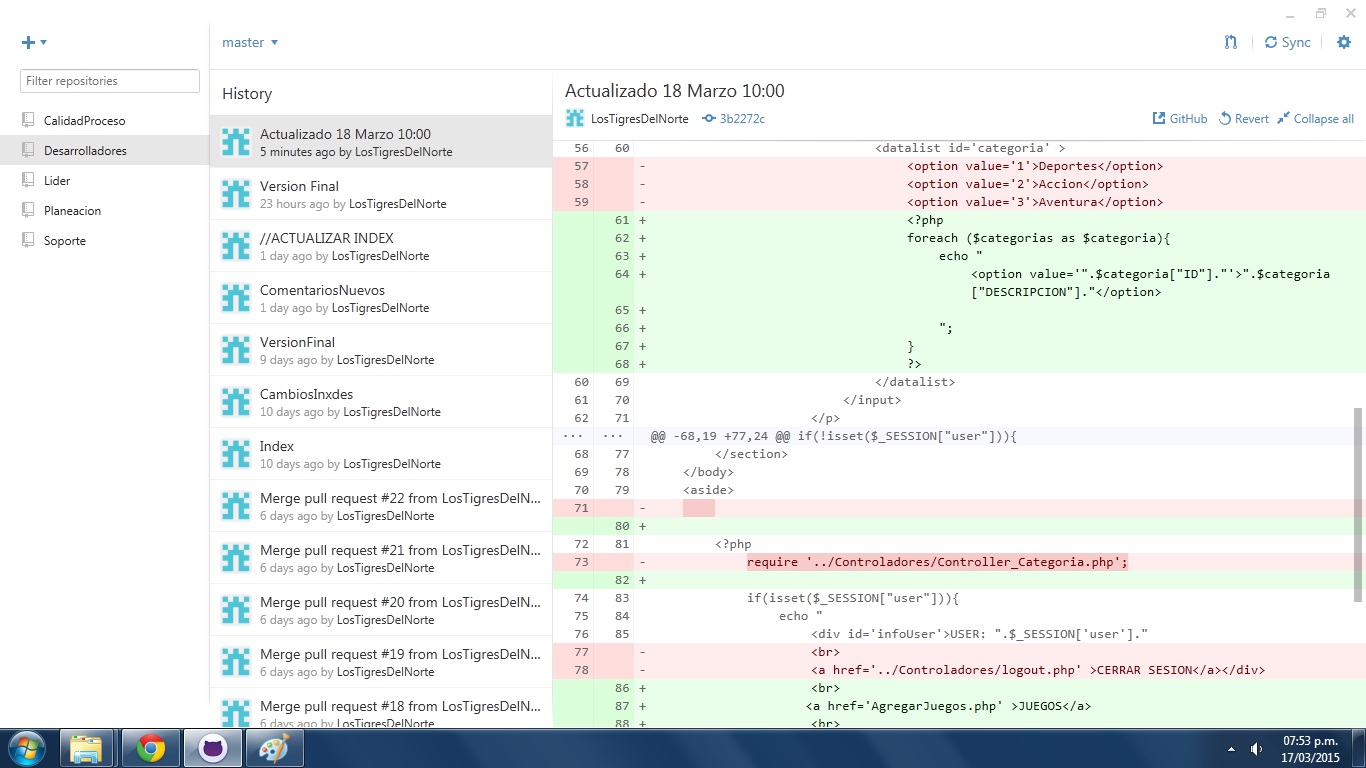 master
Sync
Filter repositories
CalidadProceso
Desarrolladores
Lider
Planeacion
Soporte
History
Actualizado 18 Marzo 10:00
5 minutes ago by LosTigresDelNorte
Version Final
23 hours ago by LosTigresDelNorte
//ACTUALIZAR INDEX
1 day ago by LosTigresDelNorte
ComentariosNuevos
1 day ago by LosTigresDelNorte
VersionFinal
9 days ago by LosTigresDelNorte
CambiosInxdes
10 days ago by LosTigresDelNorte
Index
10 days ago by LosTigresDelNorte
Merge pull request #22 from LosTigresDelN...
6 days ago by LosTigresDelNorte
Merge pull request #21 from LosTigresDelN...
6 days ago by LosTigresDelNorte
Merge pull request #20 from LosTigresDelN...
6 days ago by LosTigresDelNorte
Merge pull request #19 from LosTigresDelN...
6 days ago by LosTigresDelNorte
Merge pull request #18 from LosTigresDelN...
6 days ago by LosTigresDelNorte
Actualizado 18 Marzo 10:00
LosTigresDelNorte 3b2272c GitHub Revert Collapse all
56 60 <datalist id='categoria' >
57 - <option value='1'>Deportes</option>
58 - <option value='2'>Accion</option>
59 - <option value='3'>Aventura</option>
61 + <?php
62 + foreach ($categorias as $categoria){
63 + echo "
64 + <option value='".$categoria["ID"]."'>".$categoria
["DESCRIPCION"]."</option>
65 +
66 + ";
67 + }
68 + ?>
60 69 </datalist>
61 70 </input>
62 71 </p>
... ... @@ -68,19 +77,24 @@ if(!isset($_SESSION["user"])){
68 77 </section>
69 78 </body>
70 79 <aside>
71 -
80 +
72 81 <?php
73 - require '../Controladores/Controller_Categoria.php';
82 +
74 83 if(isset($_SESSION["user"])){
75 84 echo "
76 85 <div id='infoUser'>USER: ".$_SESSION['user']."
77 - <br>
78 - <a href='../Controladores/logout.php' >CERRAR SESION</a></div>
86 + <br>
87 + <a href='AgregarJuegos.php' >JUEGOS</a>
88 + <br>
07:53 p.m.
17/03/2015